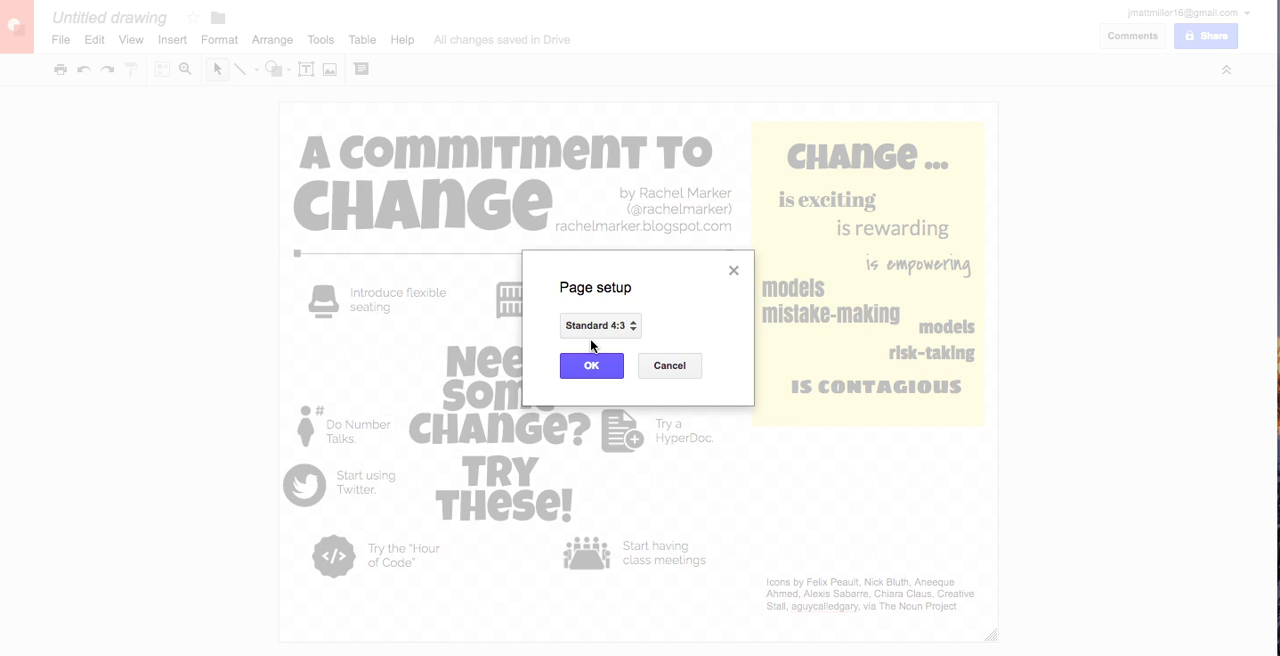 Untitled drawing
jmattmiller16@gmail.com
File Edit View Insert Format Arrange Tools Table Help All changes saved in Drive
Comments Share
A COMMITMENT TO
CHANGE
by Rachel Marker
(@rachelmarker)
rachelmarker.blogspot.com
CHANGE ...
is exciting
is rewarding
is empowering
models
mistake-making
models
risk-taking
IS CONTAGIOUS
Page setup
Standard 4:3
OK Cancel
Introduce flexible
seating
NEE
SOM
CHANGE?
TRY
THESE!
#
Do Number
Talks.
Try a
HyperDoc.
Start using
Twitter.
</>
Try the "Hour
of Code"
Start having
class meetings
Icons by Felix Peault, Nick Bluth, Aneeque
Ahmed, Alexis Sabarre, Chiara Claus, Creative
Stall, aguycalledgary, via The Noun Project